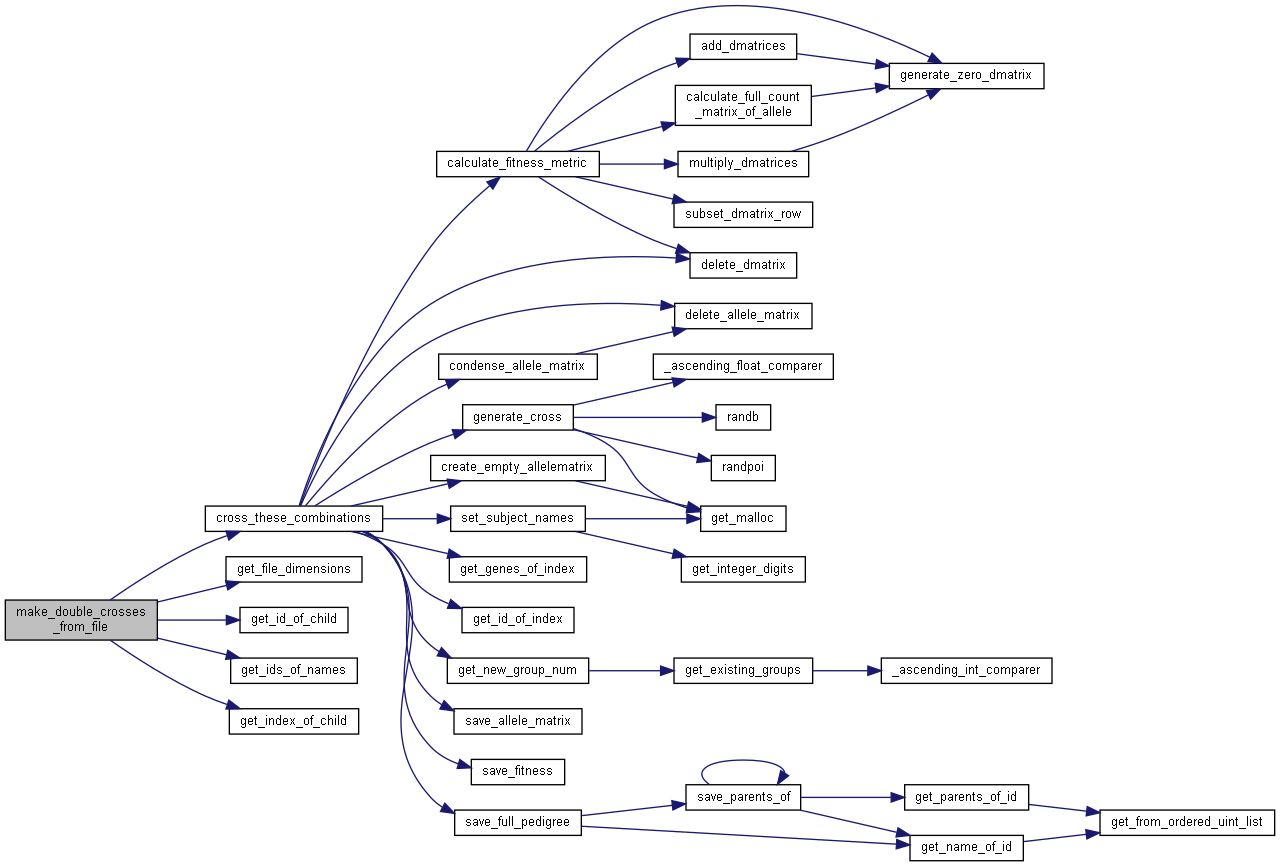 add_dmatrices
generate_zero_dmatrix
calculate_full_count
_matrix_of_allele
calculate_fitness_metric
multiply_dmatrices
subset_dmatrix_row
delete_dmatrix
delete_allele_matrix
condense_allele_matrix
_ascending_float_comparer
generate_cross
randb
create_empty_allelematrix
randpoi
cross_these_combinations
set_subject_names
get_malloc
get_file_dimensions
get_genes_of_index
get_integer_digits
make_double_crosses
_from_file
get_id_of_child
get_id_of_index
get_ids_of_names
get_new_group_num
get_existing_groups
_ascending_int_comparer
get_index_of_child
save_allele_matrix
save_fitness
save_parents_of
get_parents_of_id
save_full_pedigree
get_from_ordered_uint_list
get_name_of_id